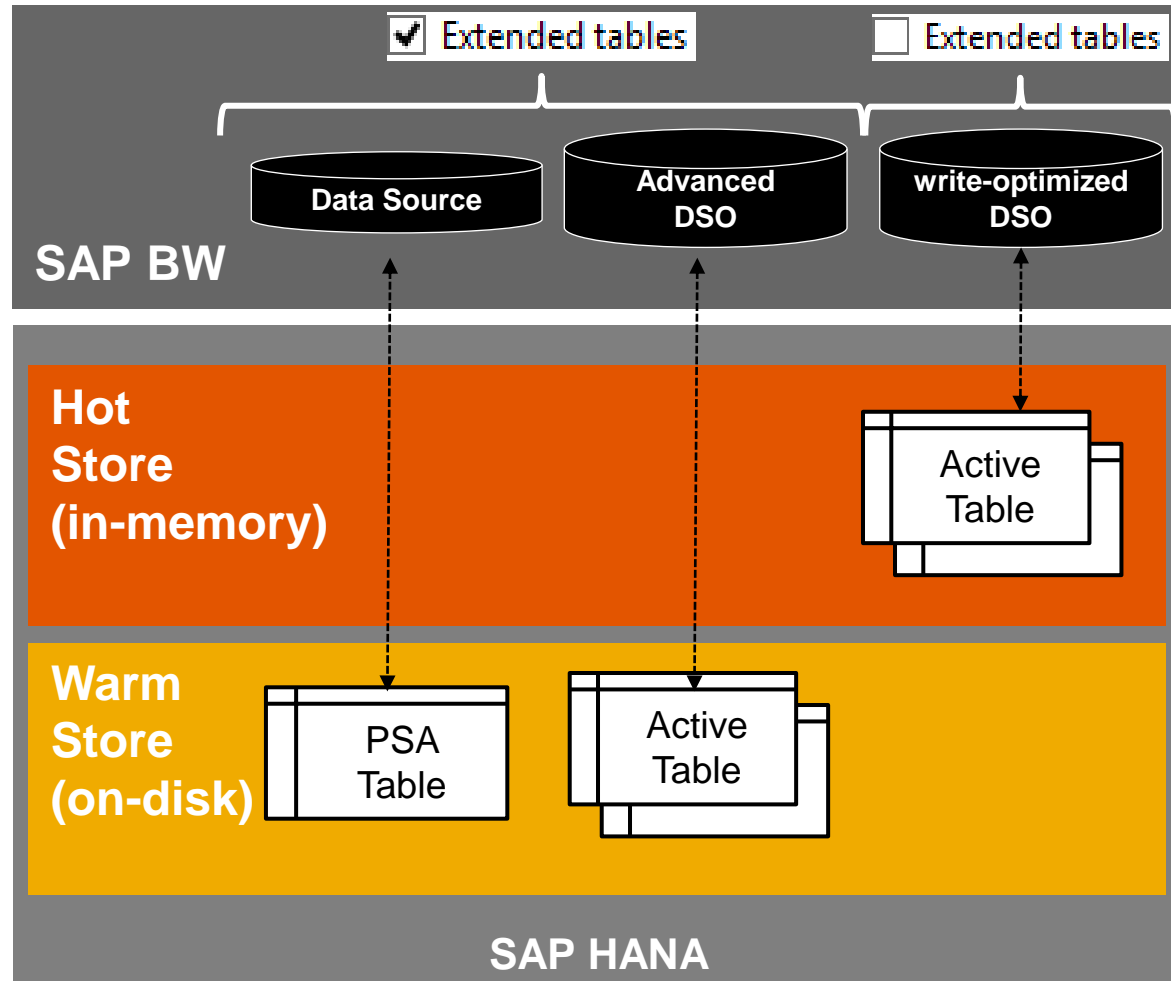 Extended tables
Extended tables
Data Source
Advanced
DSO
write-optimized
DSO
SAP BW
Hot
Store
(in-memory)
Active
Table
Warm
Store
(on-disk)
PSA
Table
Active
Table
SAP HANA